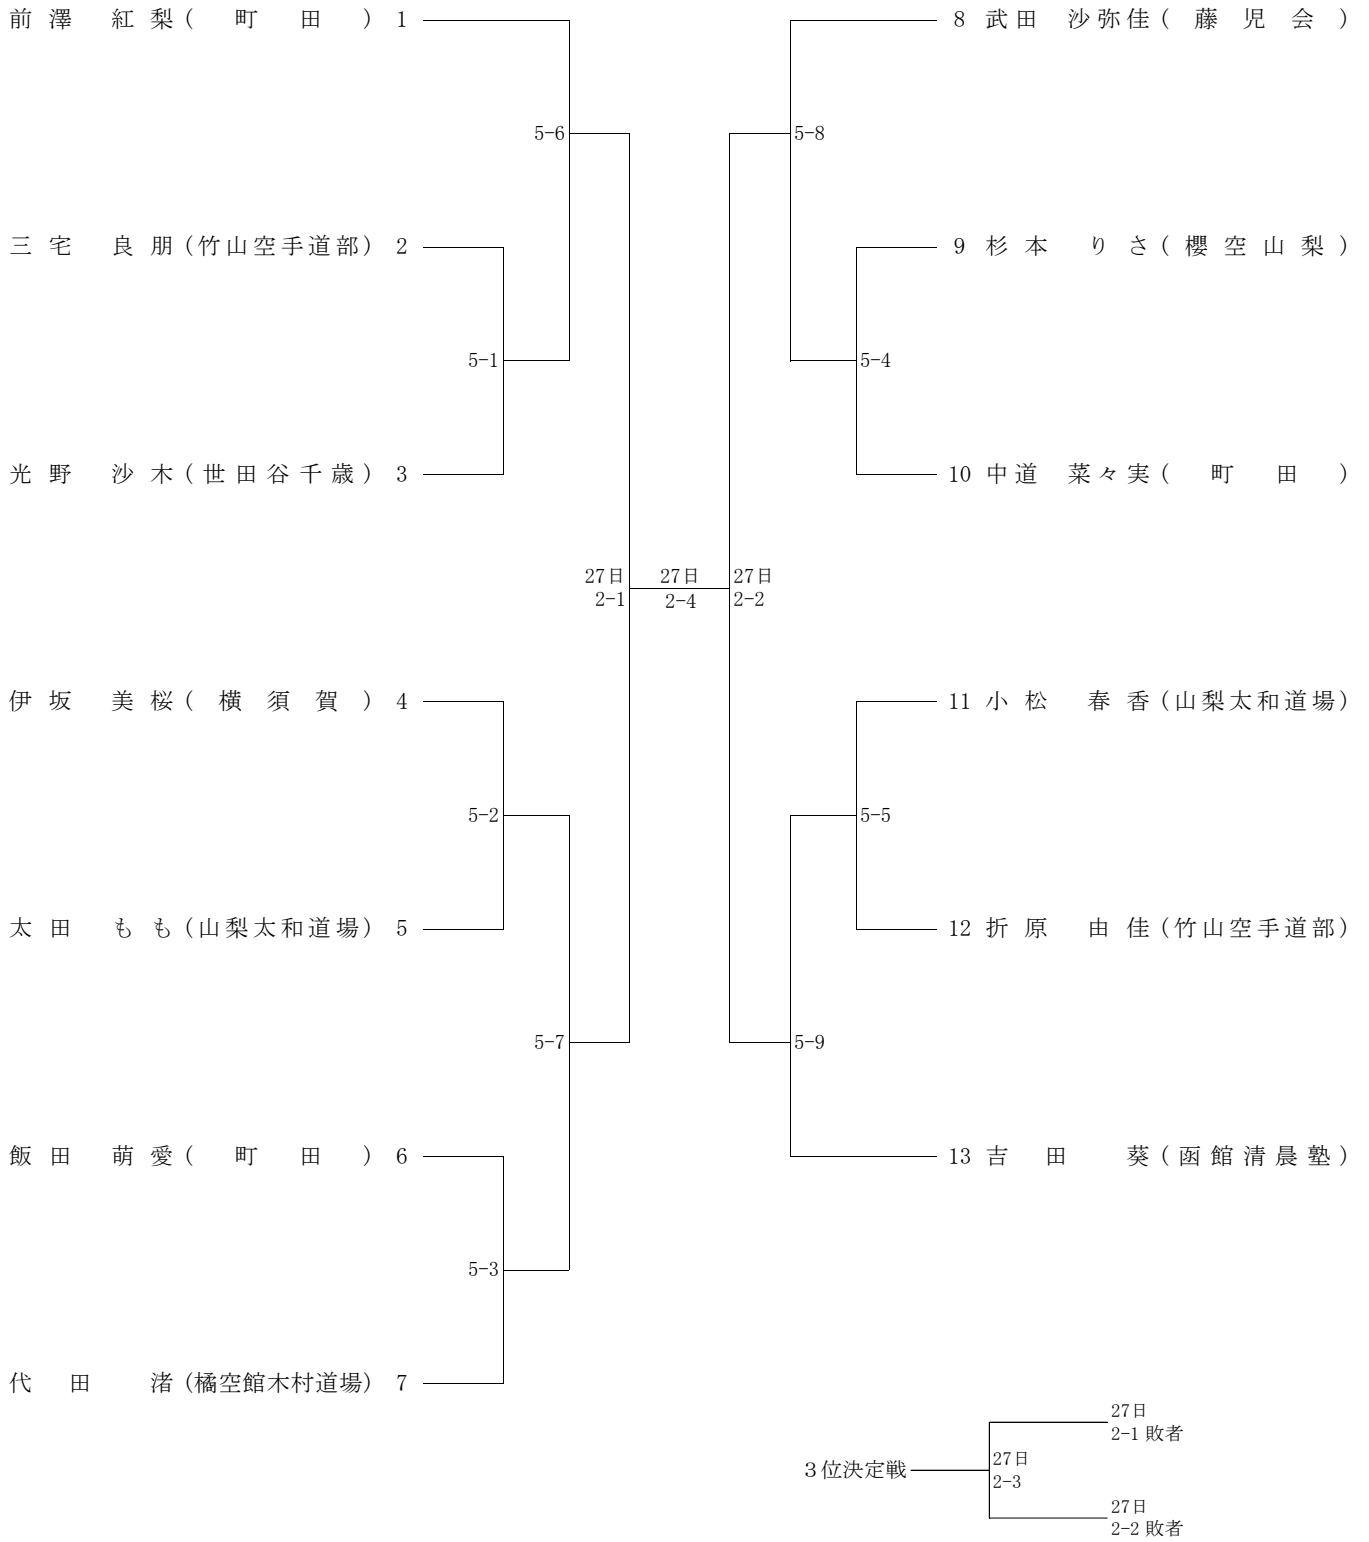 前澤 紅梨(町田) 1
5-6
三宅 良朋(竹山空手道部) 2
5-1
光野 沙木(世田谷千歳) 3
27日
2-1
27日
2-4
伊坂 美桜(横須賀) 4
5-2
太田 もも(山梨太和道場) 5
5-7
飯田 萌愛(町田) 6
5-3
代田 渚(橘空館木村道場) 7
8 武田 沙弥佳(藤児会)
5-8
9 杉本 りさ(櫻空山梨)
5-4
10 中道 菜々実(町田)
27日
2-2
11 小松 春香(山梨太和道場)
5-5
12 折原 由佳(竹山空手道部)
5-9
13 吉田 葵(函館清晨塾)
27日
2-1 敗者
3位決定戦
27日
2-3
27日
2-2 敗者